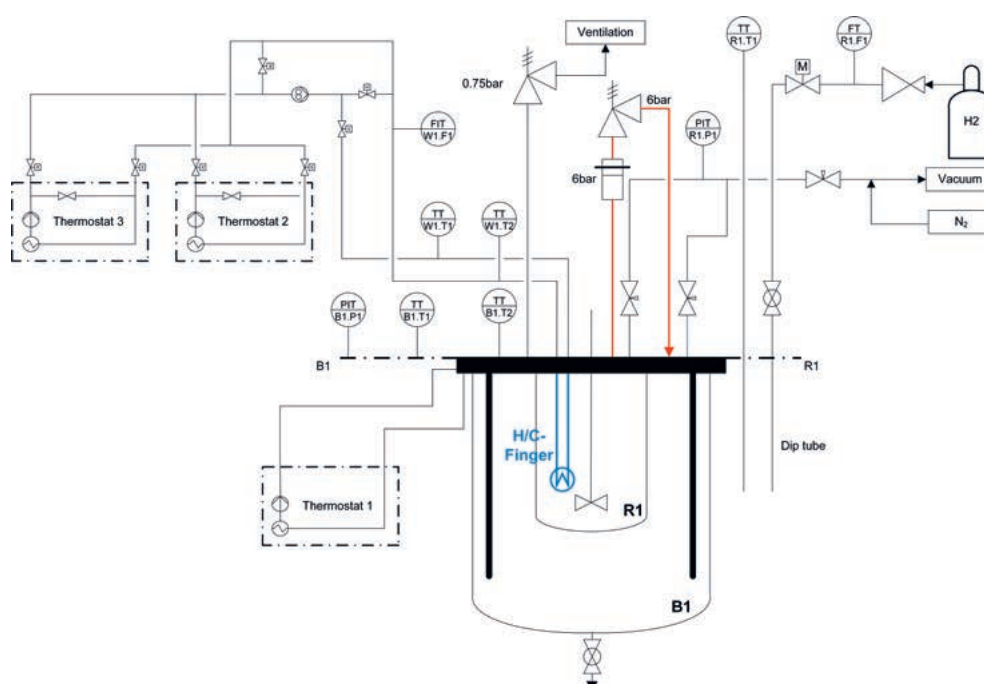 Ventilation
TT
R1.T1
FT
R1.F1
M
0.75bar
6bar
H2
FIT
W1.F1
PIT
R1.P1
6bar
Vacuum
N₂
Thermostat 3
Thermostat 2
TT
W1.T1
TT
W1.T2
PIT
B1.P1
TT
B1.T1
TT
B1.T2
B1
R1
H/C-
Finger
Dip tube
Thermostat 1
R1
B1